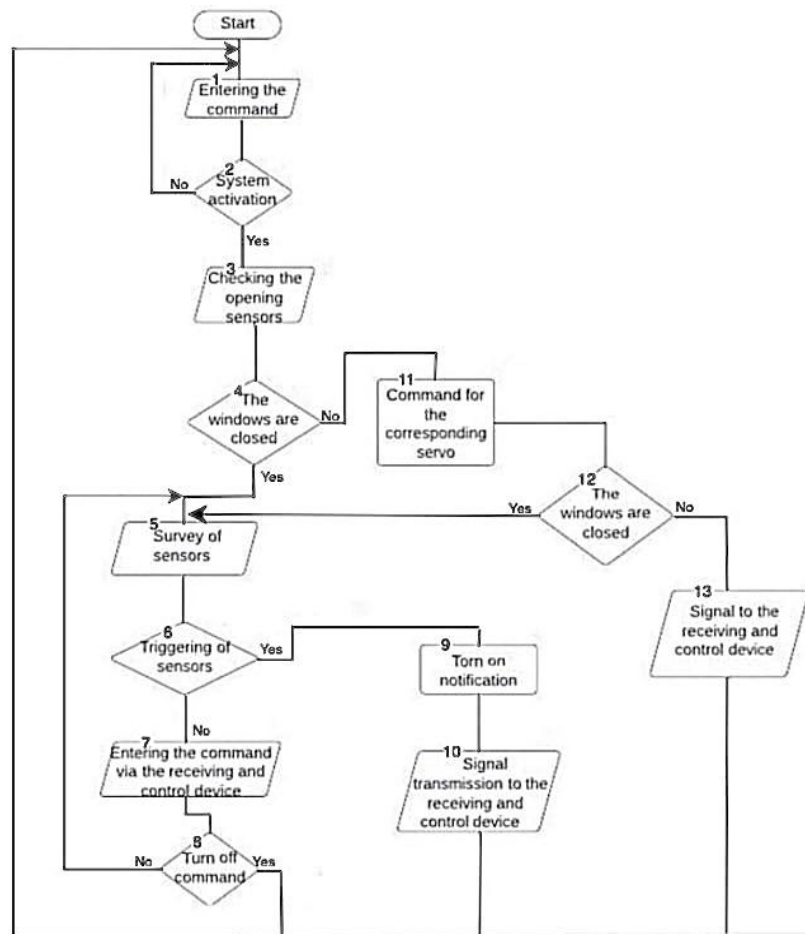 Start
1
Entering the
command
2
System
activation
No
Yes
3
Checking the
opening
sensors
4
The
windows are
closed
No
Yes
11
Command for
the
corresponding
servo
12
The
windows are
closed
Yes
No
5
Survey of
sensors
13
Signal to the
receiving and
control device
6
Triggering of
sensors
Yes
No
9
Torn on
notification
7
Entering the command
via the receiving and
control device
10
Signal
transmission to the
receiving and
control device
8
Turn off
command
No
Yes